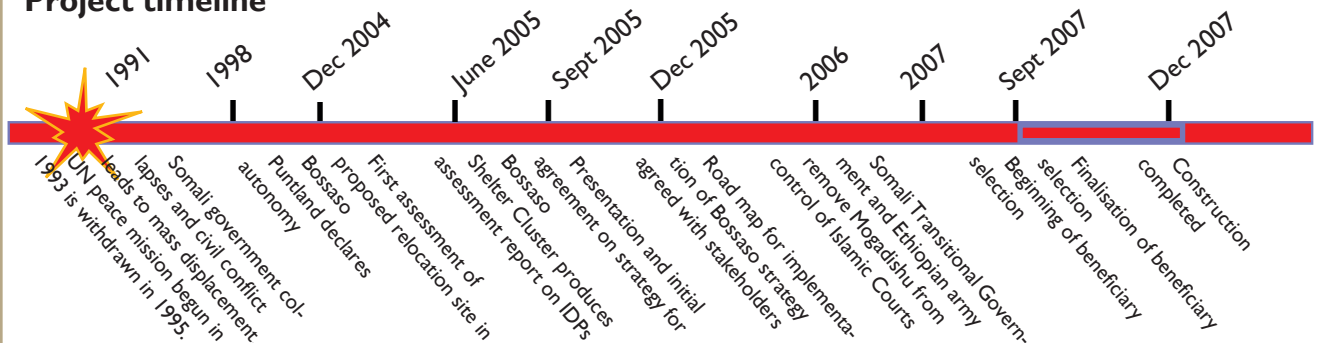 Project timeline
1991
1998
Dec 2004
June 2005
Sept 2005
Dec 2005
2006
2007
Sept 2007
Dec 2007
Somali government col-
lapses and civil conflict
leads to mass displacement
UN peace mission begun in
1993 is withdrawn in 1995.
Puntland declares
autonomy
First assessment of
proposed relocation site in
Bossaso
Shelter Cluster produces
assessment report on IDPs
Presentation and initial
agreement on strategy for
Bossaso
Road map for implementa-
tion of Bossaso strategy
agreed with stakeholders
Somali Transitional Govern-
ment and Ethiopian army
remove Mogadishu from
control of Islamic Courts
Beginning of beneficiary
selection
Finalisation of beneficiary
selection
Construction
completed